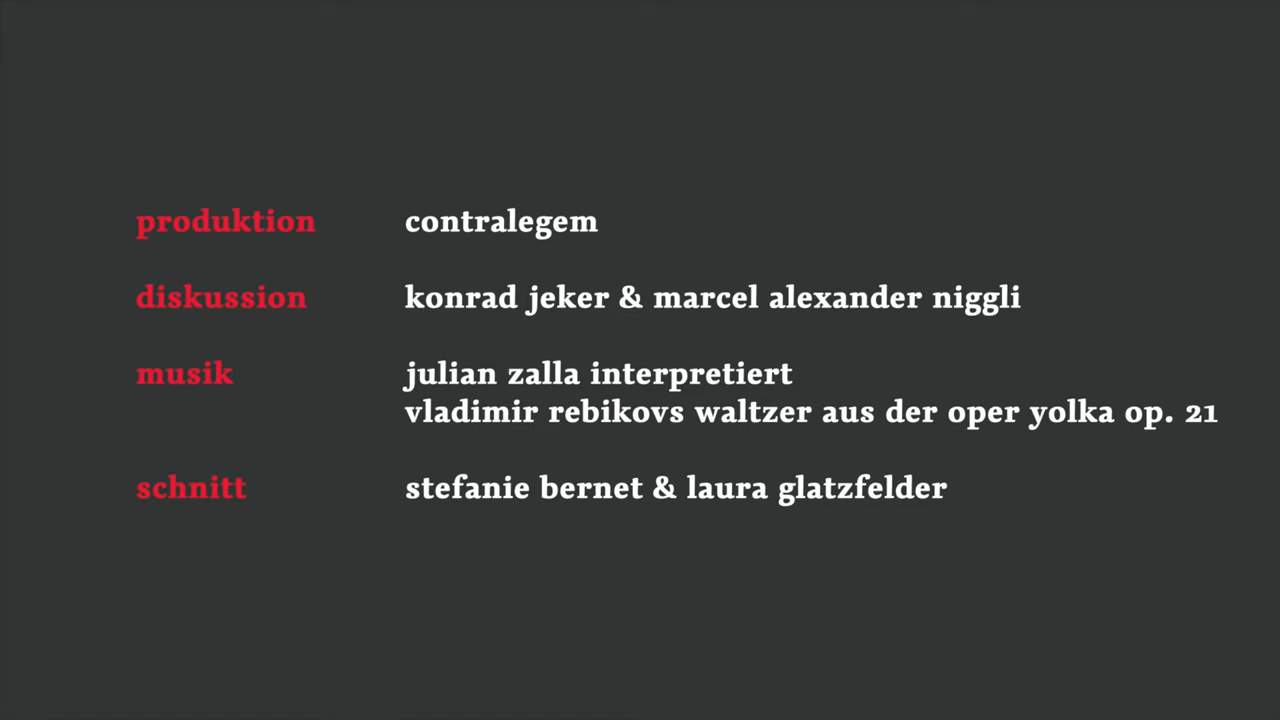 produktion contralegem
diskussion konrad jeker & marcel alexander niggli
musik julian zalla interpretiert
vladimir rebikovs waltzer aus der oper yolka op. 21
schnitt stefanie bernet & laura glatzfelder